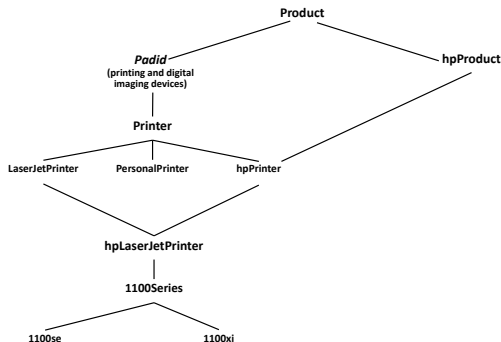 Product
Padid
(printing and digital
imaging devices)
hpProduct
Printer
LaserJetPrinter
PersonalPrinter
hpPrinter
hpLaserJetPrinter
1100Series
1100se
1100xi